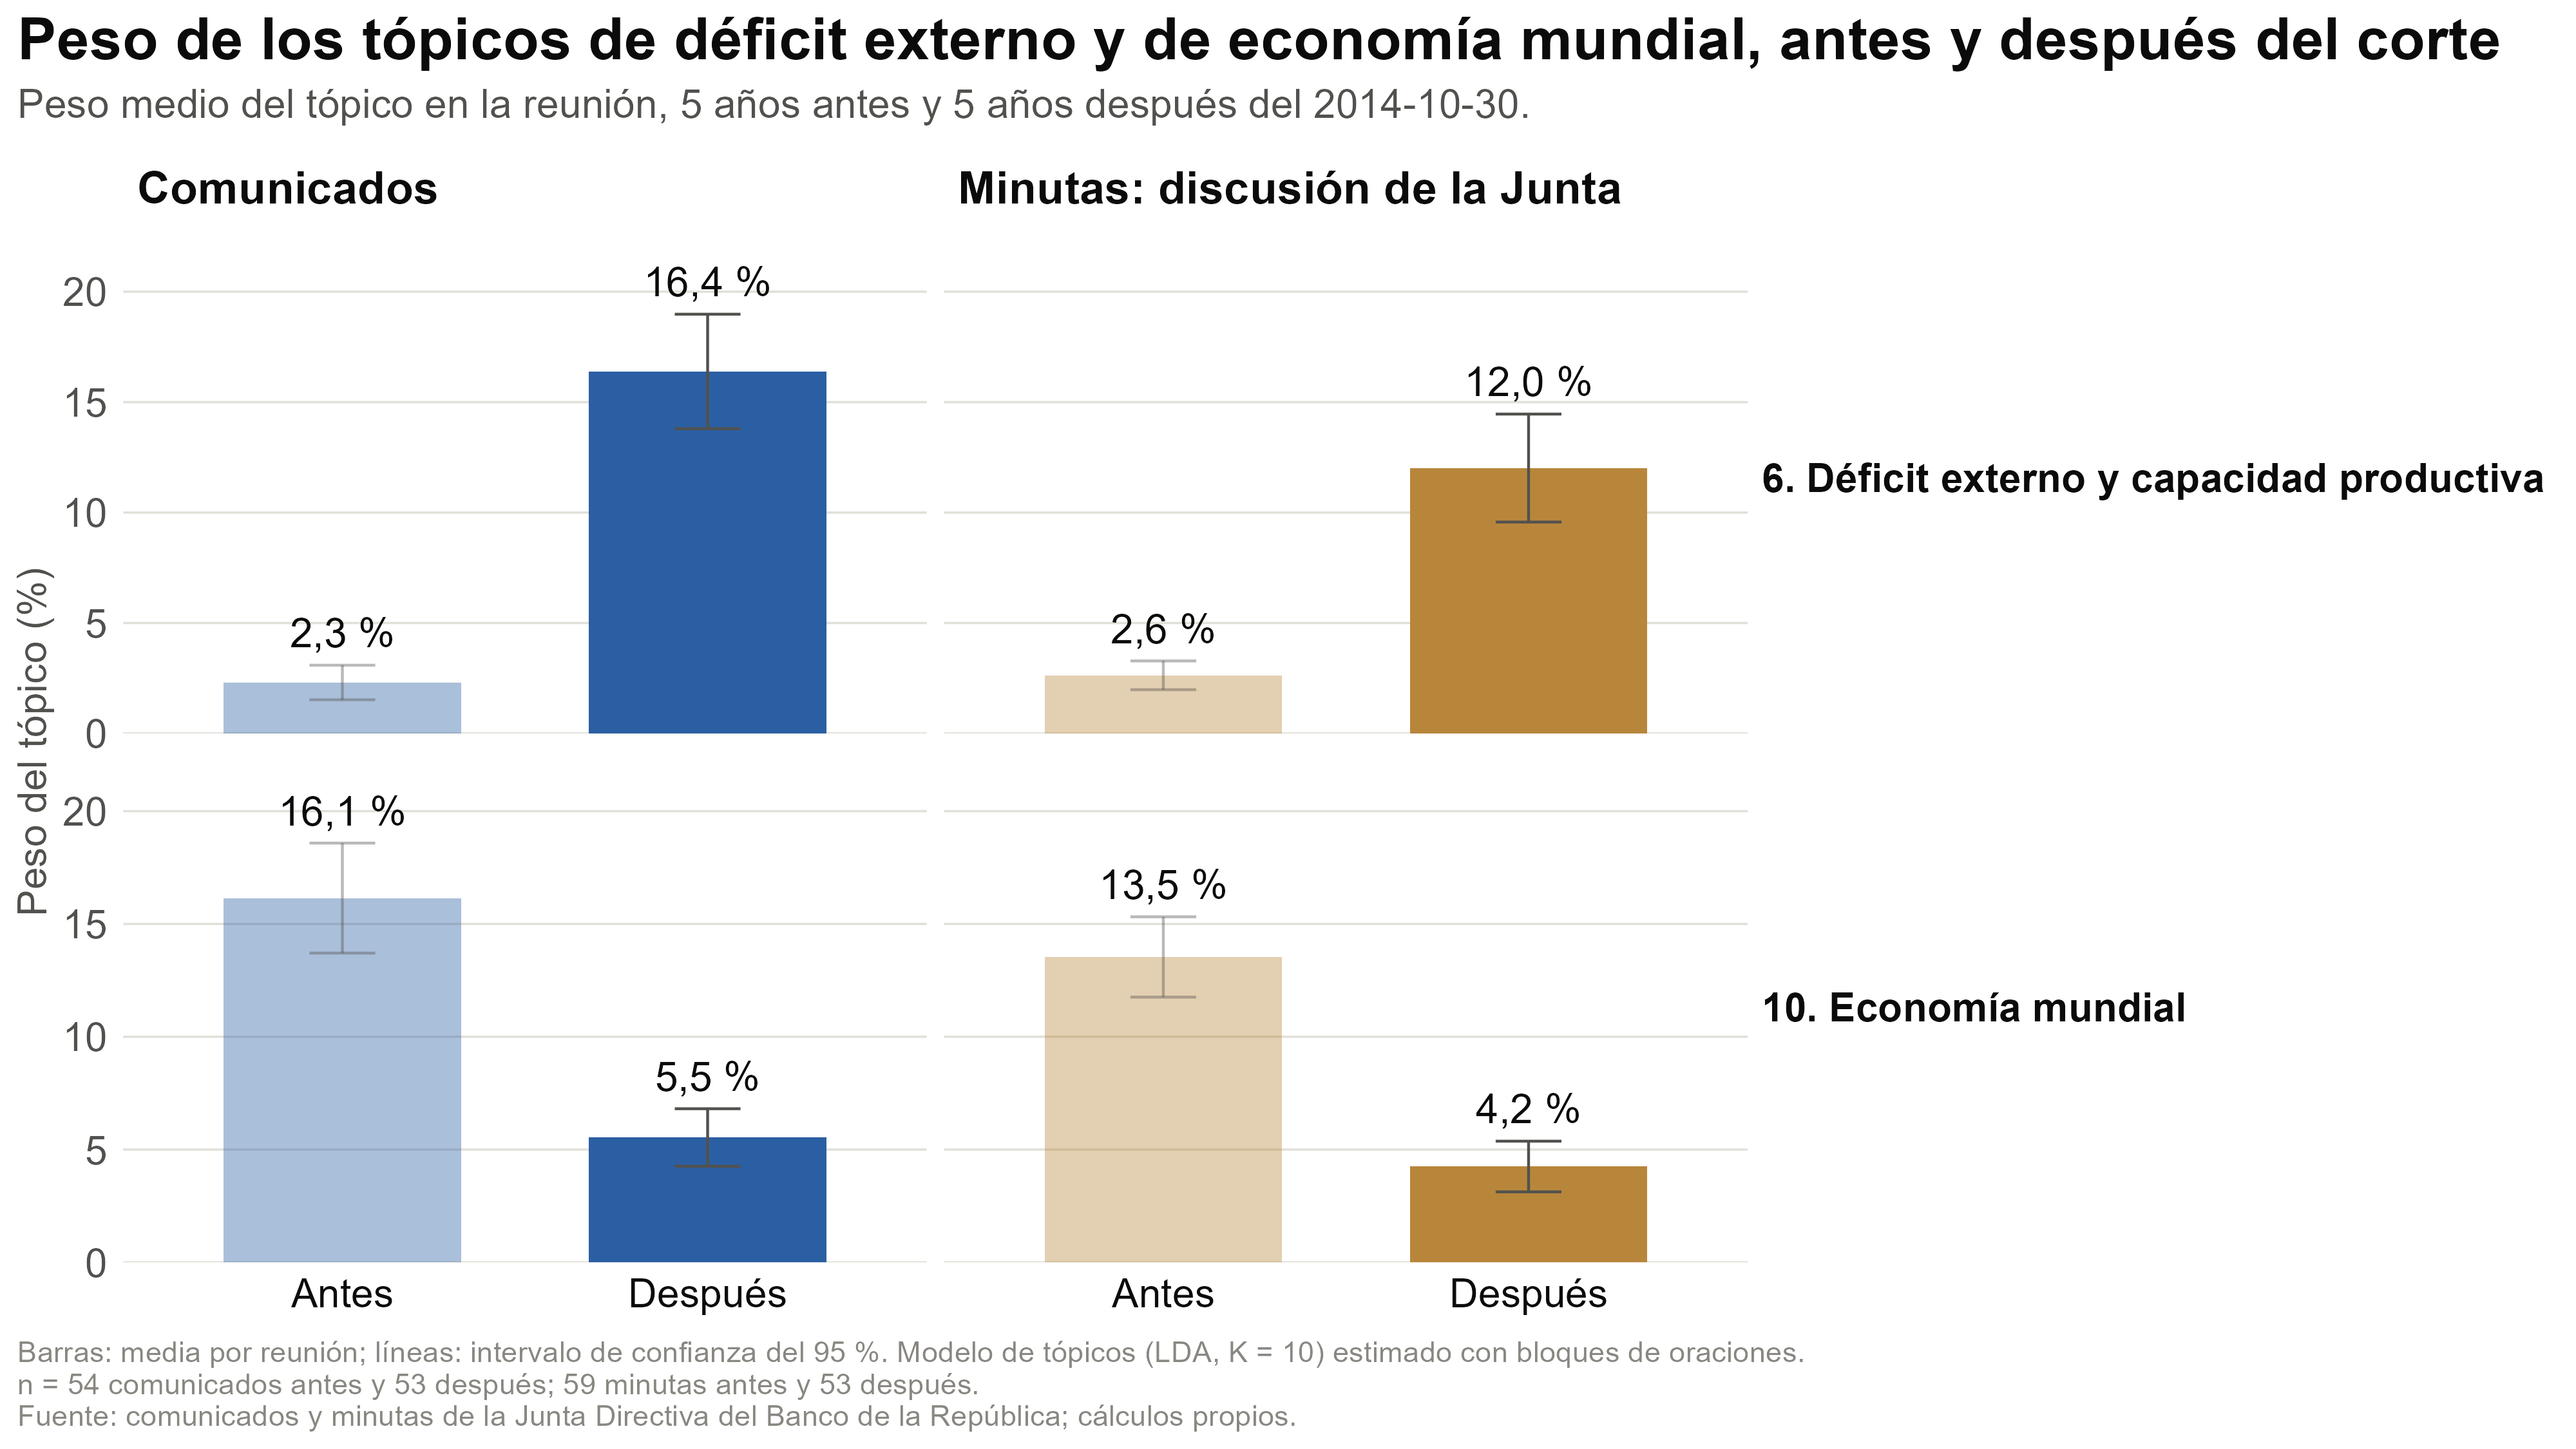 Peso de los tópicos de déficit externo y de economía mundial, antes y después del corte
Peso medio del tópico en la reunión, 5 años antes y 5 años después del 2014-10-30.
Comunicados
Minutas: discusión de la Junta
Peso del tópico (%)
20
15
10
5
0
2,3 %
16,4 %
2,6 %
12,0 %
6. Déficit externo y capacidad productiva
20
15
10
5
0
16,1 %
5,5 %
13,5 %
4,2 %
10. Economía mundial
Antes
Después
Antes
Después
Barras: media por reunión; líneas: intervalo de confianza del 95 %. Modelo de tópicos (LDA, K = 10) estimado con bloques de oraciones.
n = 54 comunicados antes y 53 después; 59 minutas antes y 53 después.
Fuente: comunicados y minutas de la Junta Directiva del Banco de la República; cálculos propios.